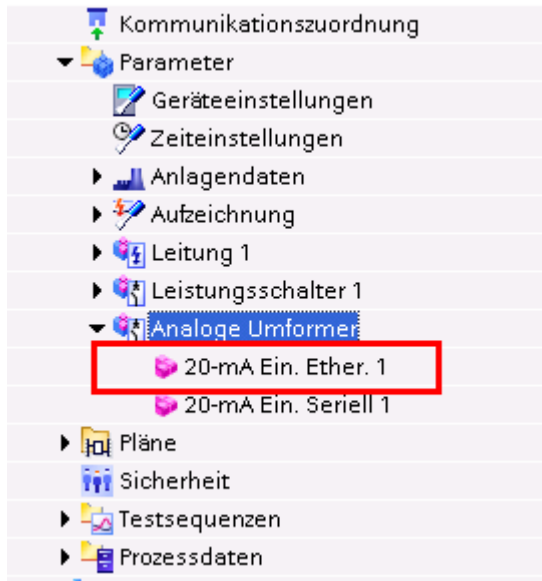 Kommunikationszuordnung
Parameter
Geräteeinstellungen
Zeiteinstellungen
Anlagendaten
Aufzeichnung
Leitung 1
Leistungsschalter 1
Analoge Umformer
20-mA Ein. Ether. 1
20-mA Ein. Seriell 1
Pläne
Sicherheit
Testsequenzen
Prozessdaten